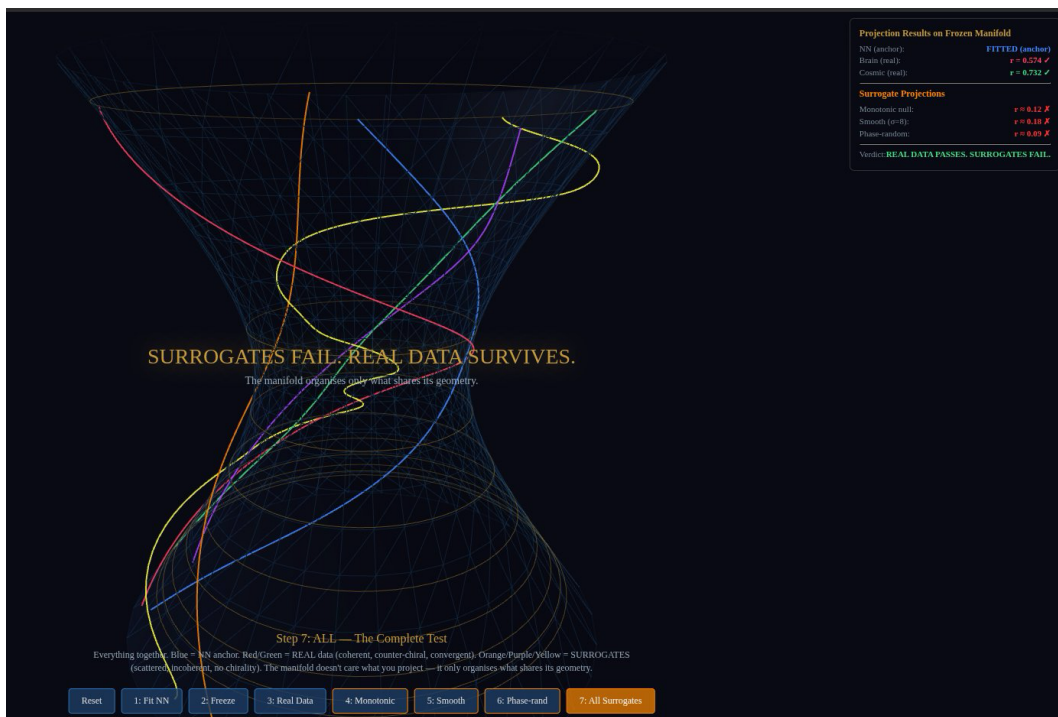 Projection Results on Frozen Manifold
NN (anchor): FITTED (anchor)
Brain (real): r = 0.574 ✓
Cosmic (real): r = 0.732 ✓
Surrogate Projections
Monotonic null: r ≈ 0.12 ✗
Smooth (σ=8): r ≈ 0.18 ✗
Phase-random: r ≈ 0.09 ✗
Verdict: REAL DATA PASSES. SURROGATES FAIL.
SURROGATES FAIL. REAL DATA SURVIVES.
The manifold organises only what shares its geometry.
Step 7: ALL — The Complete Test
Everything together. Blue = NN anchor. Red/Green = REAL data (coherent, counter-chiral, convergent). Orange/Purple/Yellow = SURROGATES
(scattered, incoherent, no chirality). The manifold doesn't care what you project — it only organises what shares its geometry.
Reset 1: Fit NN 2: Freeze 3: Real Data 4: Monotonic 5: Smooth 6: Phase-rand 7: All Surrogates